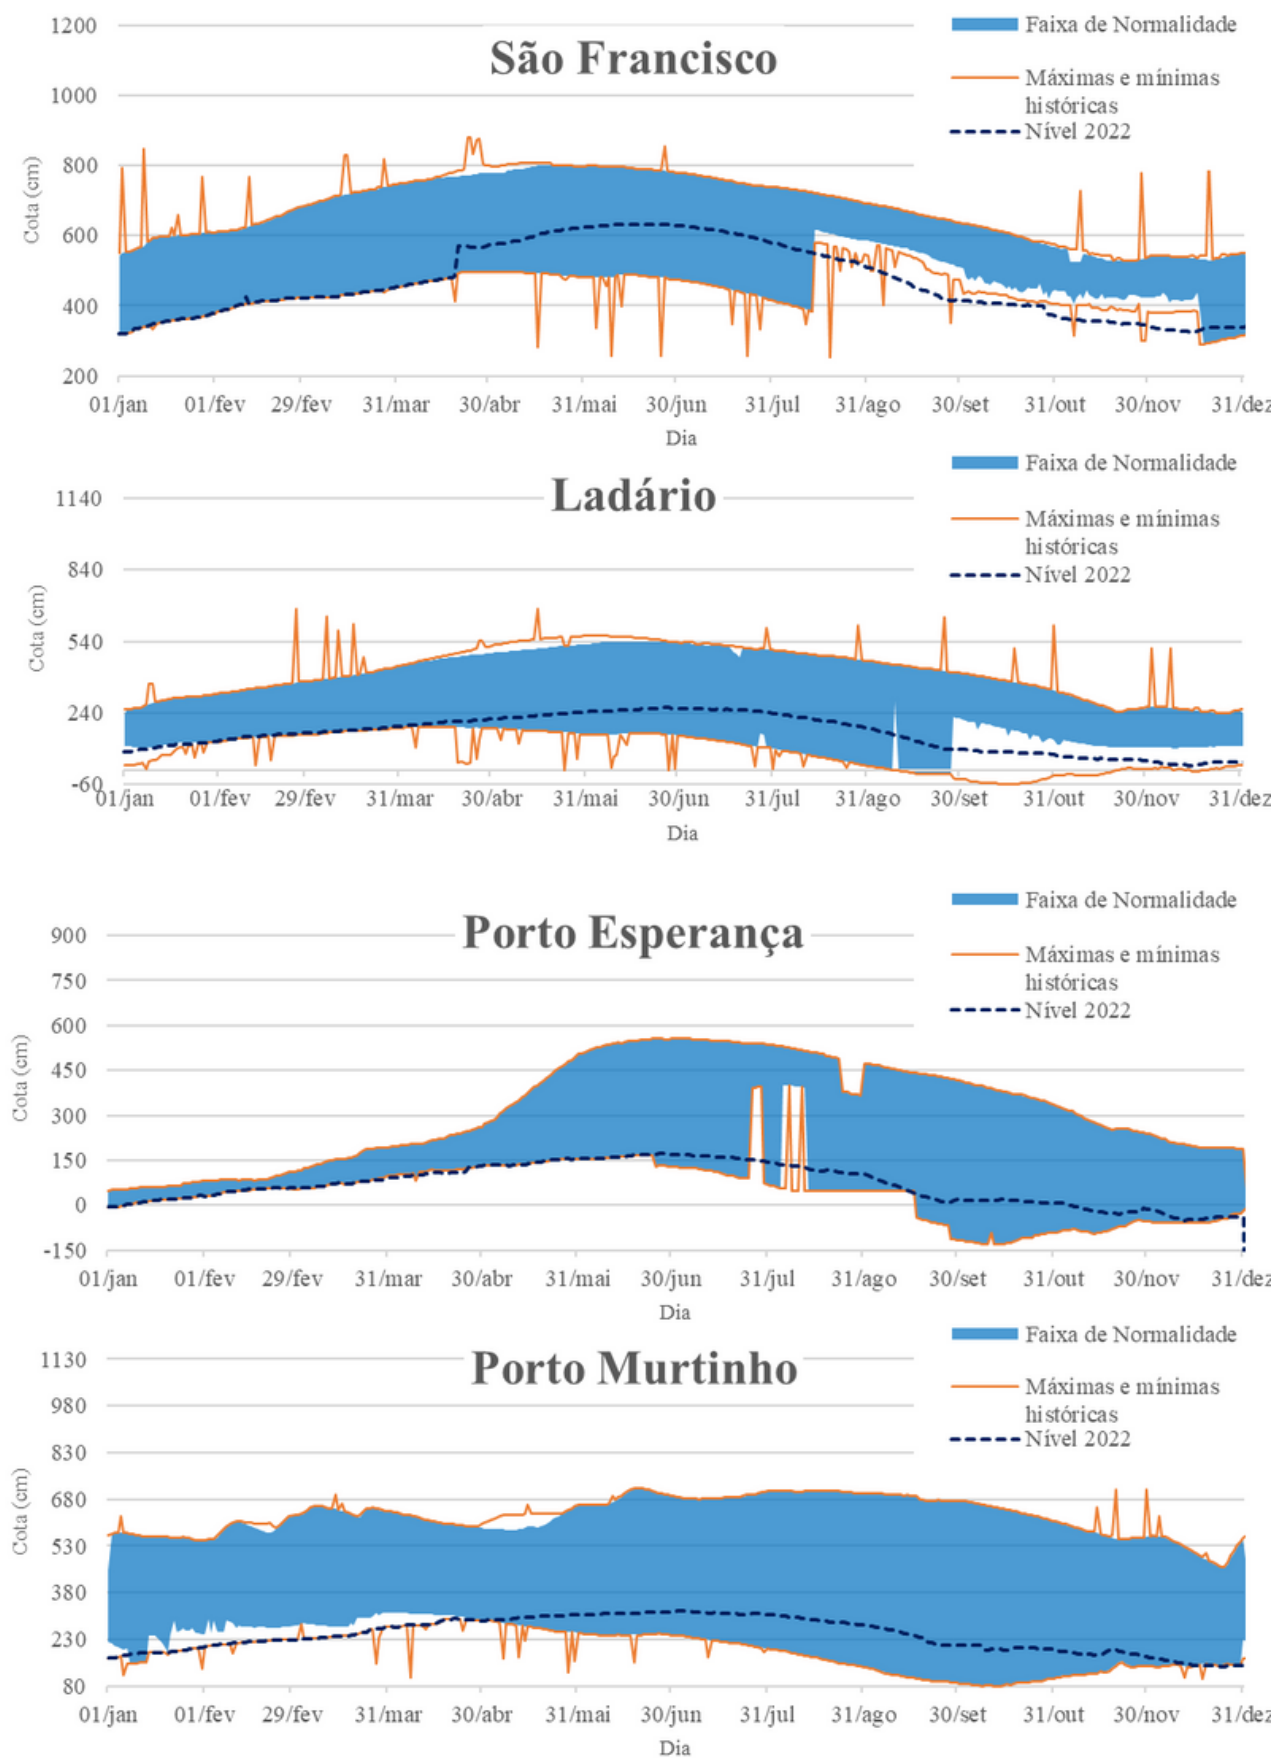 São Francisco
Faixa de Normalidade
Máximas e mínimas
históricas
Nível 2022
Cota (cm)
1200
1000
800
600
400
200
01/jan 01/fev 29/fev 31/mar 30/abr 31/mai 30/jun 31/jul 31/ago 30/set 31/out 30/nov 31/dez
Dia
Ladário
Faixa de Normalidade
Máximas e mínimas
históricas
Nível 2022
Cota (cm)
1140
840
540
240
-60
01/jan 01/fev 29/fev 31/mar 30/abr 31/mai 30/jun 31/jul 31/ago 30/set 31/out 30/nov 31/dez
Dia
Porto Esperança
Faixa de Normalidade
Máximas e mínimas
históricas
Nível 2022
Cota (cm)
900
750
600
450
300
150
0
-150
01/jan 01/fev 29/fev 31/mar 30/abr 31/mai 30/jun 31/jul 31/ago 30/set 31/out 30/nov 31/dez
Dia
Porto Murtinho
Faixa de Normalidade
Máximas e mínimas
históricas
Nível 2022
Cota (cm)
1130
980
830
680
530
380
230
80
01/jan 01/fev 29/fev 31/mar 30/abr 31/mai 30/jun 31/jul 31/ago 30/set 31/out 30/nov 31/dez
Dia